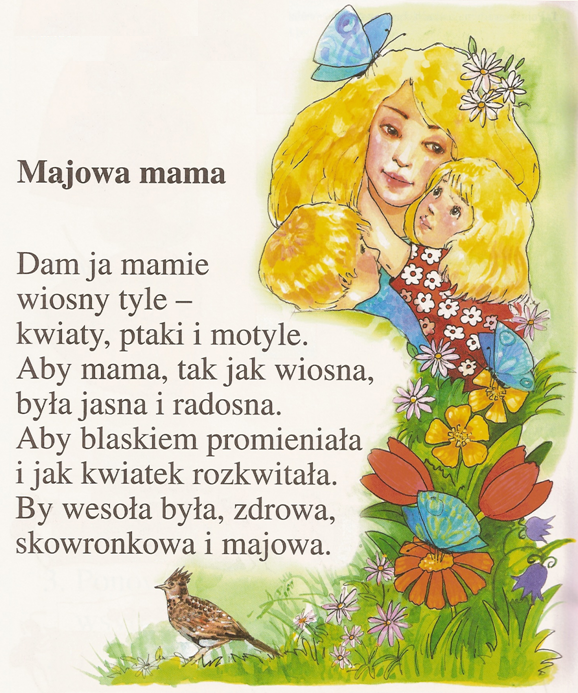 Majowa mama
Dam ja mamie
wiosny tyle –
kwiaty, ptaki i motyle.
Aby mama, tak jak wiosna,
była jasna i radosna.
Aby blaskiem promieniała
i jak kwiatek rozkwitała.
By wesoła była, zdrowa,
skowronkowa i majowa.